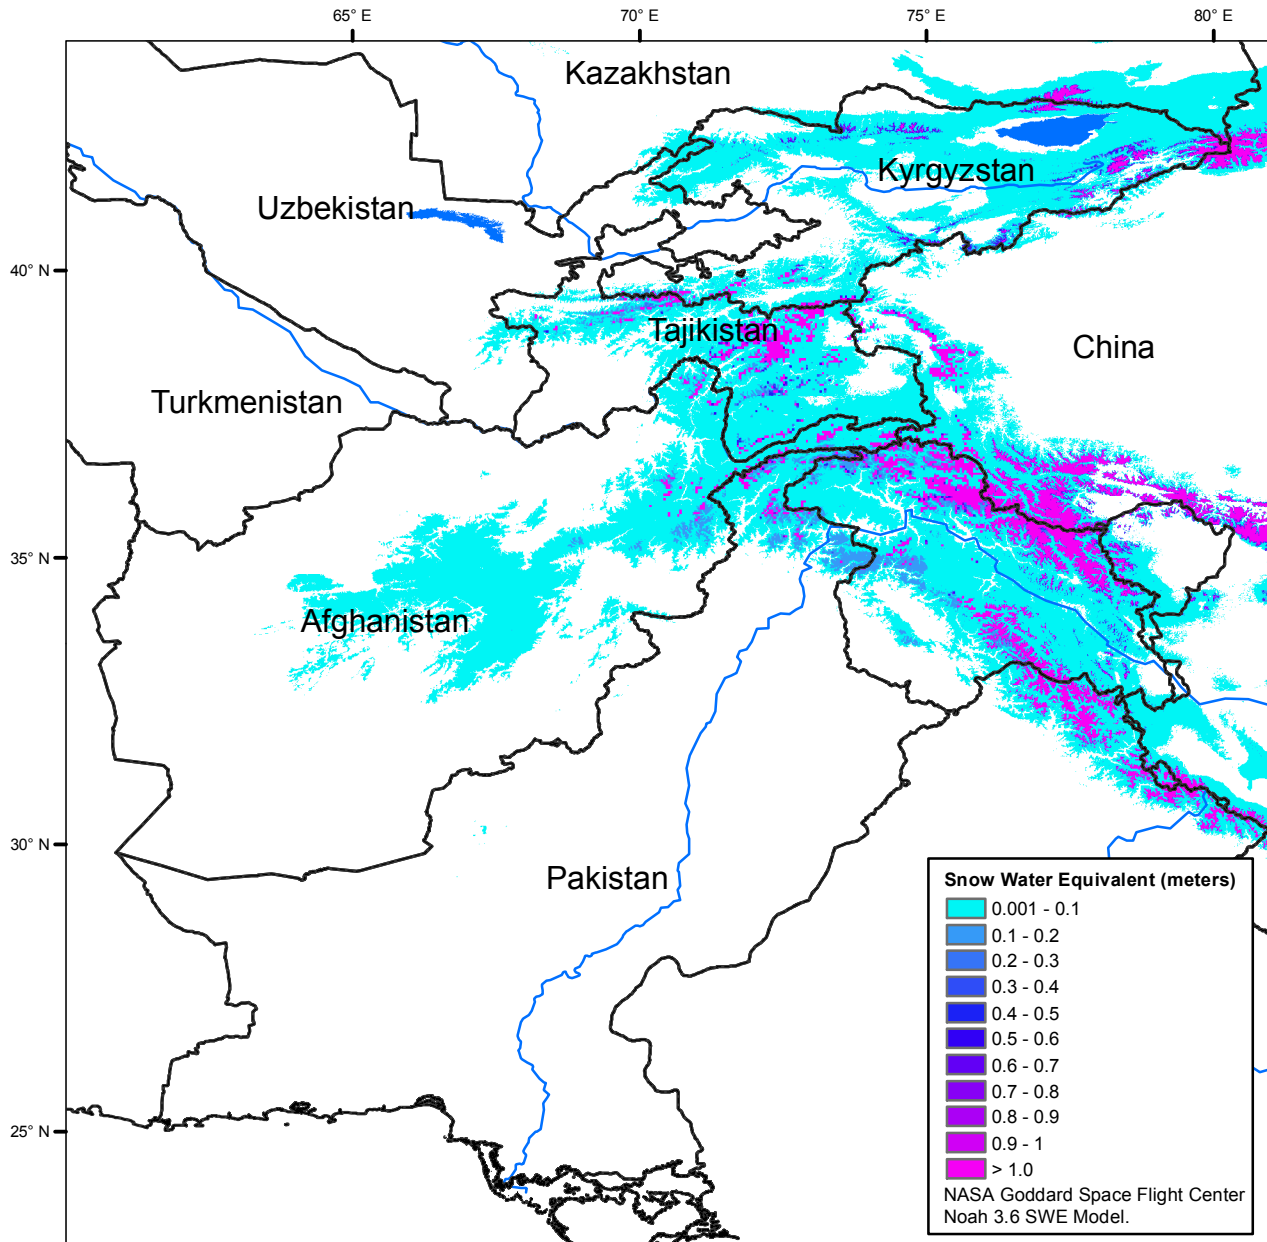 65° E
70° E
75° E
80° E
Kazakhstan
Kyrgyzstan
Uzbekistan
40° N
Tajikistan
China
Turkmenistan
35° N
Afghanistan
30° N
Pakistan
25° N
Snow Water Equivalent (meters)
0.001 - 0.1
0.1 - 0.2
0.2 - 0.3
0.3 - 0.4
0.4 - 0.5
0.5 - 0.6
0.6 - 0.7
0.7 - 0.8
0.8 - 0.9
0.9 - 1
> 1.0
NASA Goddard Space Flight Center
Noah 3.6 SWE Model.